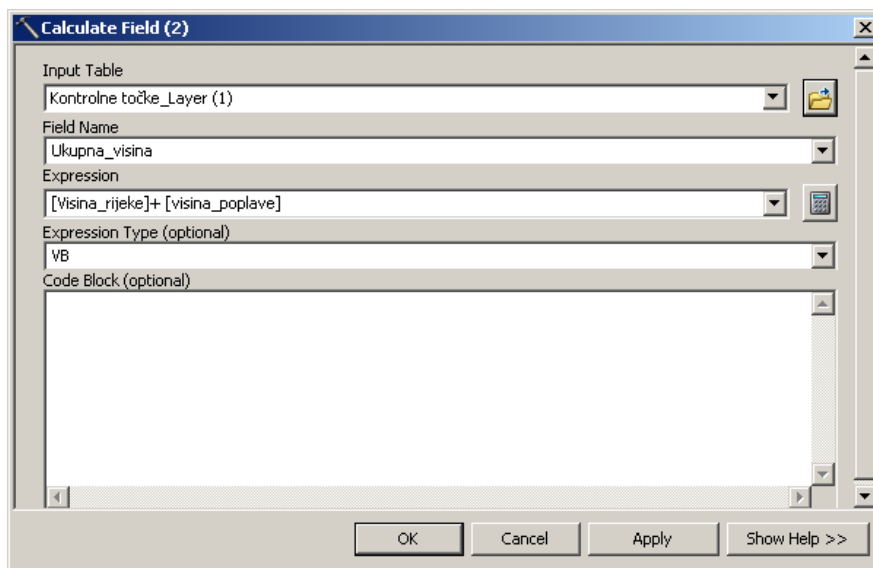 Calculate Field (2)
Input Table
Kontrolne točke_Layer (1)
Field Name
Ukupna_visina
Expression
[Visina_rijeke]+ [visina_poplave]
Expression Type (optional)
VB
Code Block (optional)
OK Cancel Apply Show Help >>